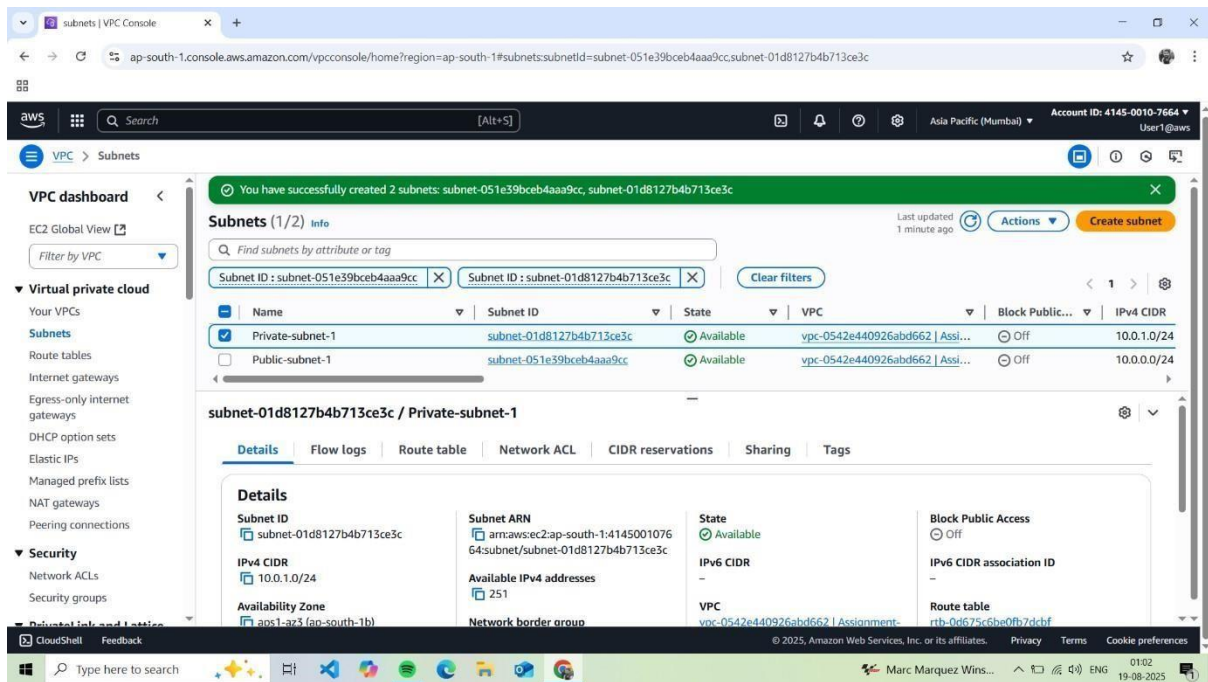 subnets | VPC Console
ap-south-1.console.aws.amazon.com/vpcconsole/home?region=ap-south-1#subnets:subnetId=subnet-051e39bceb4aaa9cc,subnet-01d8127b4b713ce3c
aws
Search
[Alt+S]
Asia Pacific (Mumbai)
Account ID: 4145-0010-7664
User1@aws
VPC > Subnets
VPC dashboard
EC2 Global View
Filter by VPC
Virtual private cloud
Your VPCs
Subnets
Route tables
Internet gateways
Egress-only internet
gateways
DHCP option sets
Elastic IPs
Managed prefix lists
NAT gateways
Peering connections
Security
Network ACLs
Security groups
PrivateLink and Lattice
You have successfully created 2 subnets: subnet-051e39bceb4aaa9cc, subnet-01d8127b4b713ce3c
Subnets (1/2) Info
Last updated
1 minute ago
Actions
Create subnet
Find subnets by attribute or tag
Subnet ID : subnet-051e39bceb4aaa9cc
Subnet ID : subnet-01d8127b4b713ce3c
Clear filters
1
Name Subnet ID State VPC Block Public... IPv4 CIDR
Private-subnet-1 subnet-01d8127b4b713ce3c Available vpc-0542e440926abd662 | Assi... Off 10.0.1.0/24
Public-subnet-1 subnet-051e39bceb4aaa9cc Available vpc-0542e440926abd662 | Assi... Off 10.0.0.0/24
subnet-01d8127b4b713ce3c / Private-subnet-1
Details Flow logs Route table Network ACL CIDR reservations Sharing Tags
Details
Subnet ID
subnet-01d8127b4b713ce3c
IPv4 CIDR
10.0.1.0/24
Availability Zone
aps1-az3 (ap-south-1b)
Subnet ARN
arn:aws:ec2:ap-south-1:4145001076
64:subnet/subnet-01d8127b4b713ce3c
Available IPv4 addresses
251
Network border group
State
Available
IPv6 CIDR
–
VPC
vpc-0542e440926abd662 | Assignment-
Block Public Access
Off
IPv6 CIDR association ID
–
Route table
rtb-0d675c6be0fb7dcbf
CloudShell Feedback
© 2025, Amazon Web Services, Inc. or its affiliates. Privacy Terms Cookie preferences
Type here to search
Marc Marquez Wins...
ENG
01:02
19-08-2025